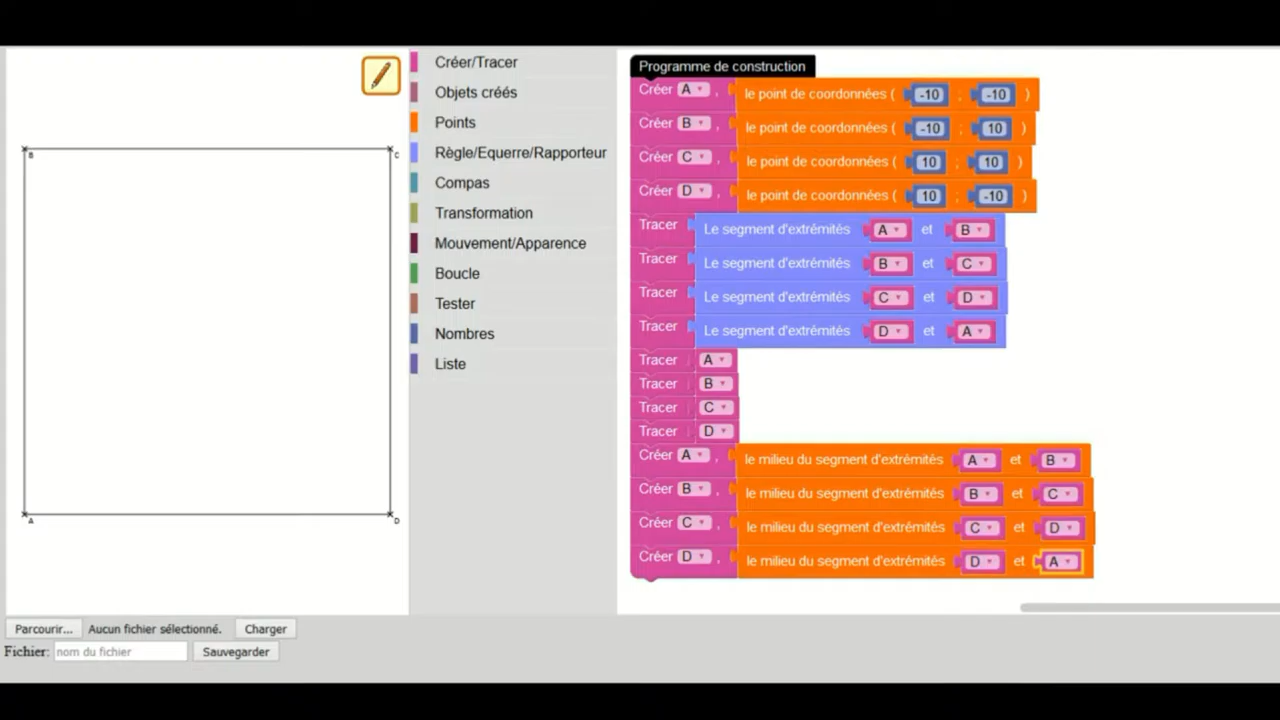 B
C
A
D
Créer/Tracer
Objets créés
Points
Règle/Equerre/Rapporteur
Compas
Transformation
Mouvement/Apparence
Boucle
Tester
Nombres
Liste
Programme de construction
Créer A , le point de coordonnées ( -10 ; -10 )
Créer B , le point de coordonnées ( -10 ; 10 )
Créer C , le point de coordonnées ( 10 ; 10 )
Créer D , le point de coordonnées ( 10 ; -10 )
Tracer Le segment d'extrémités A et B
Tracer Le segment d'extrémités B et C
Tracer Le segment d'extrémités C et D
Tracer Le segment d'extrémités D et A
Tracer A
Tracer B
Tracer C
Tracer D
Créer A , le milieu du segment d'extrémités A et B
Créer B , le milieu du segment d'extrémités B et C
Créer C , le milieu du segment d'extrémités C et D
Créer D , le milieu du segment d'extrémités D et A
Parcourir... Aucun fichier sélectionné. Charger
Fichier: nom du fichier Sauvegarder